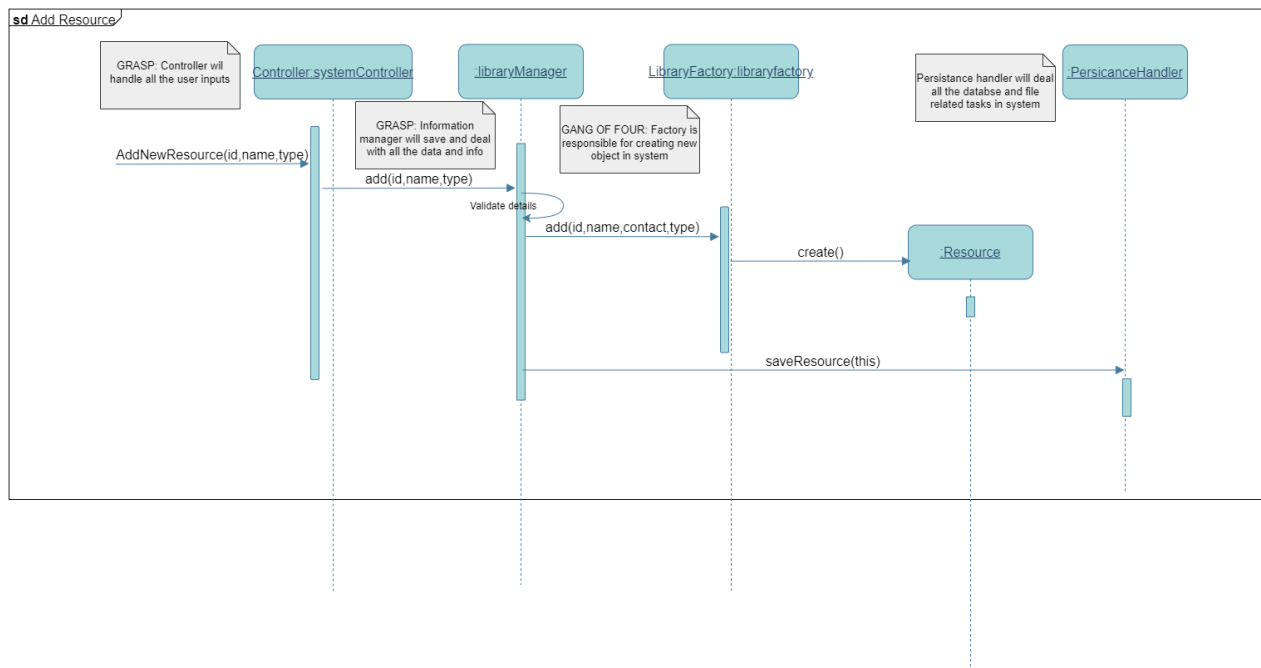 sd Add Resource
GRASP: Controller wil
handle all the user inputs
Controller:systemController
:libraryManager
LibraryFactory:libraryfactory
Persistance handler will deal
all the databse and file
related tasks in system
:PersicanceHandler
GRASP: Information
manager will save and deal
with all the data and info
GANG OF FOUR: Factory is
responsible for creating new
object in system
AddNewResource(id,name,type)
add(id,name,type)
Validate details
add(id,name,contact,type)
create()
:Resource
saveResource(this)